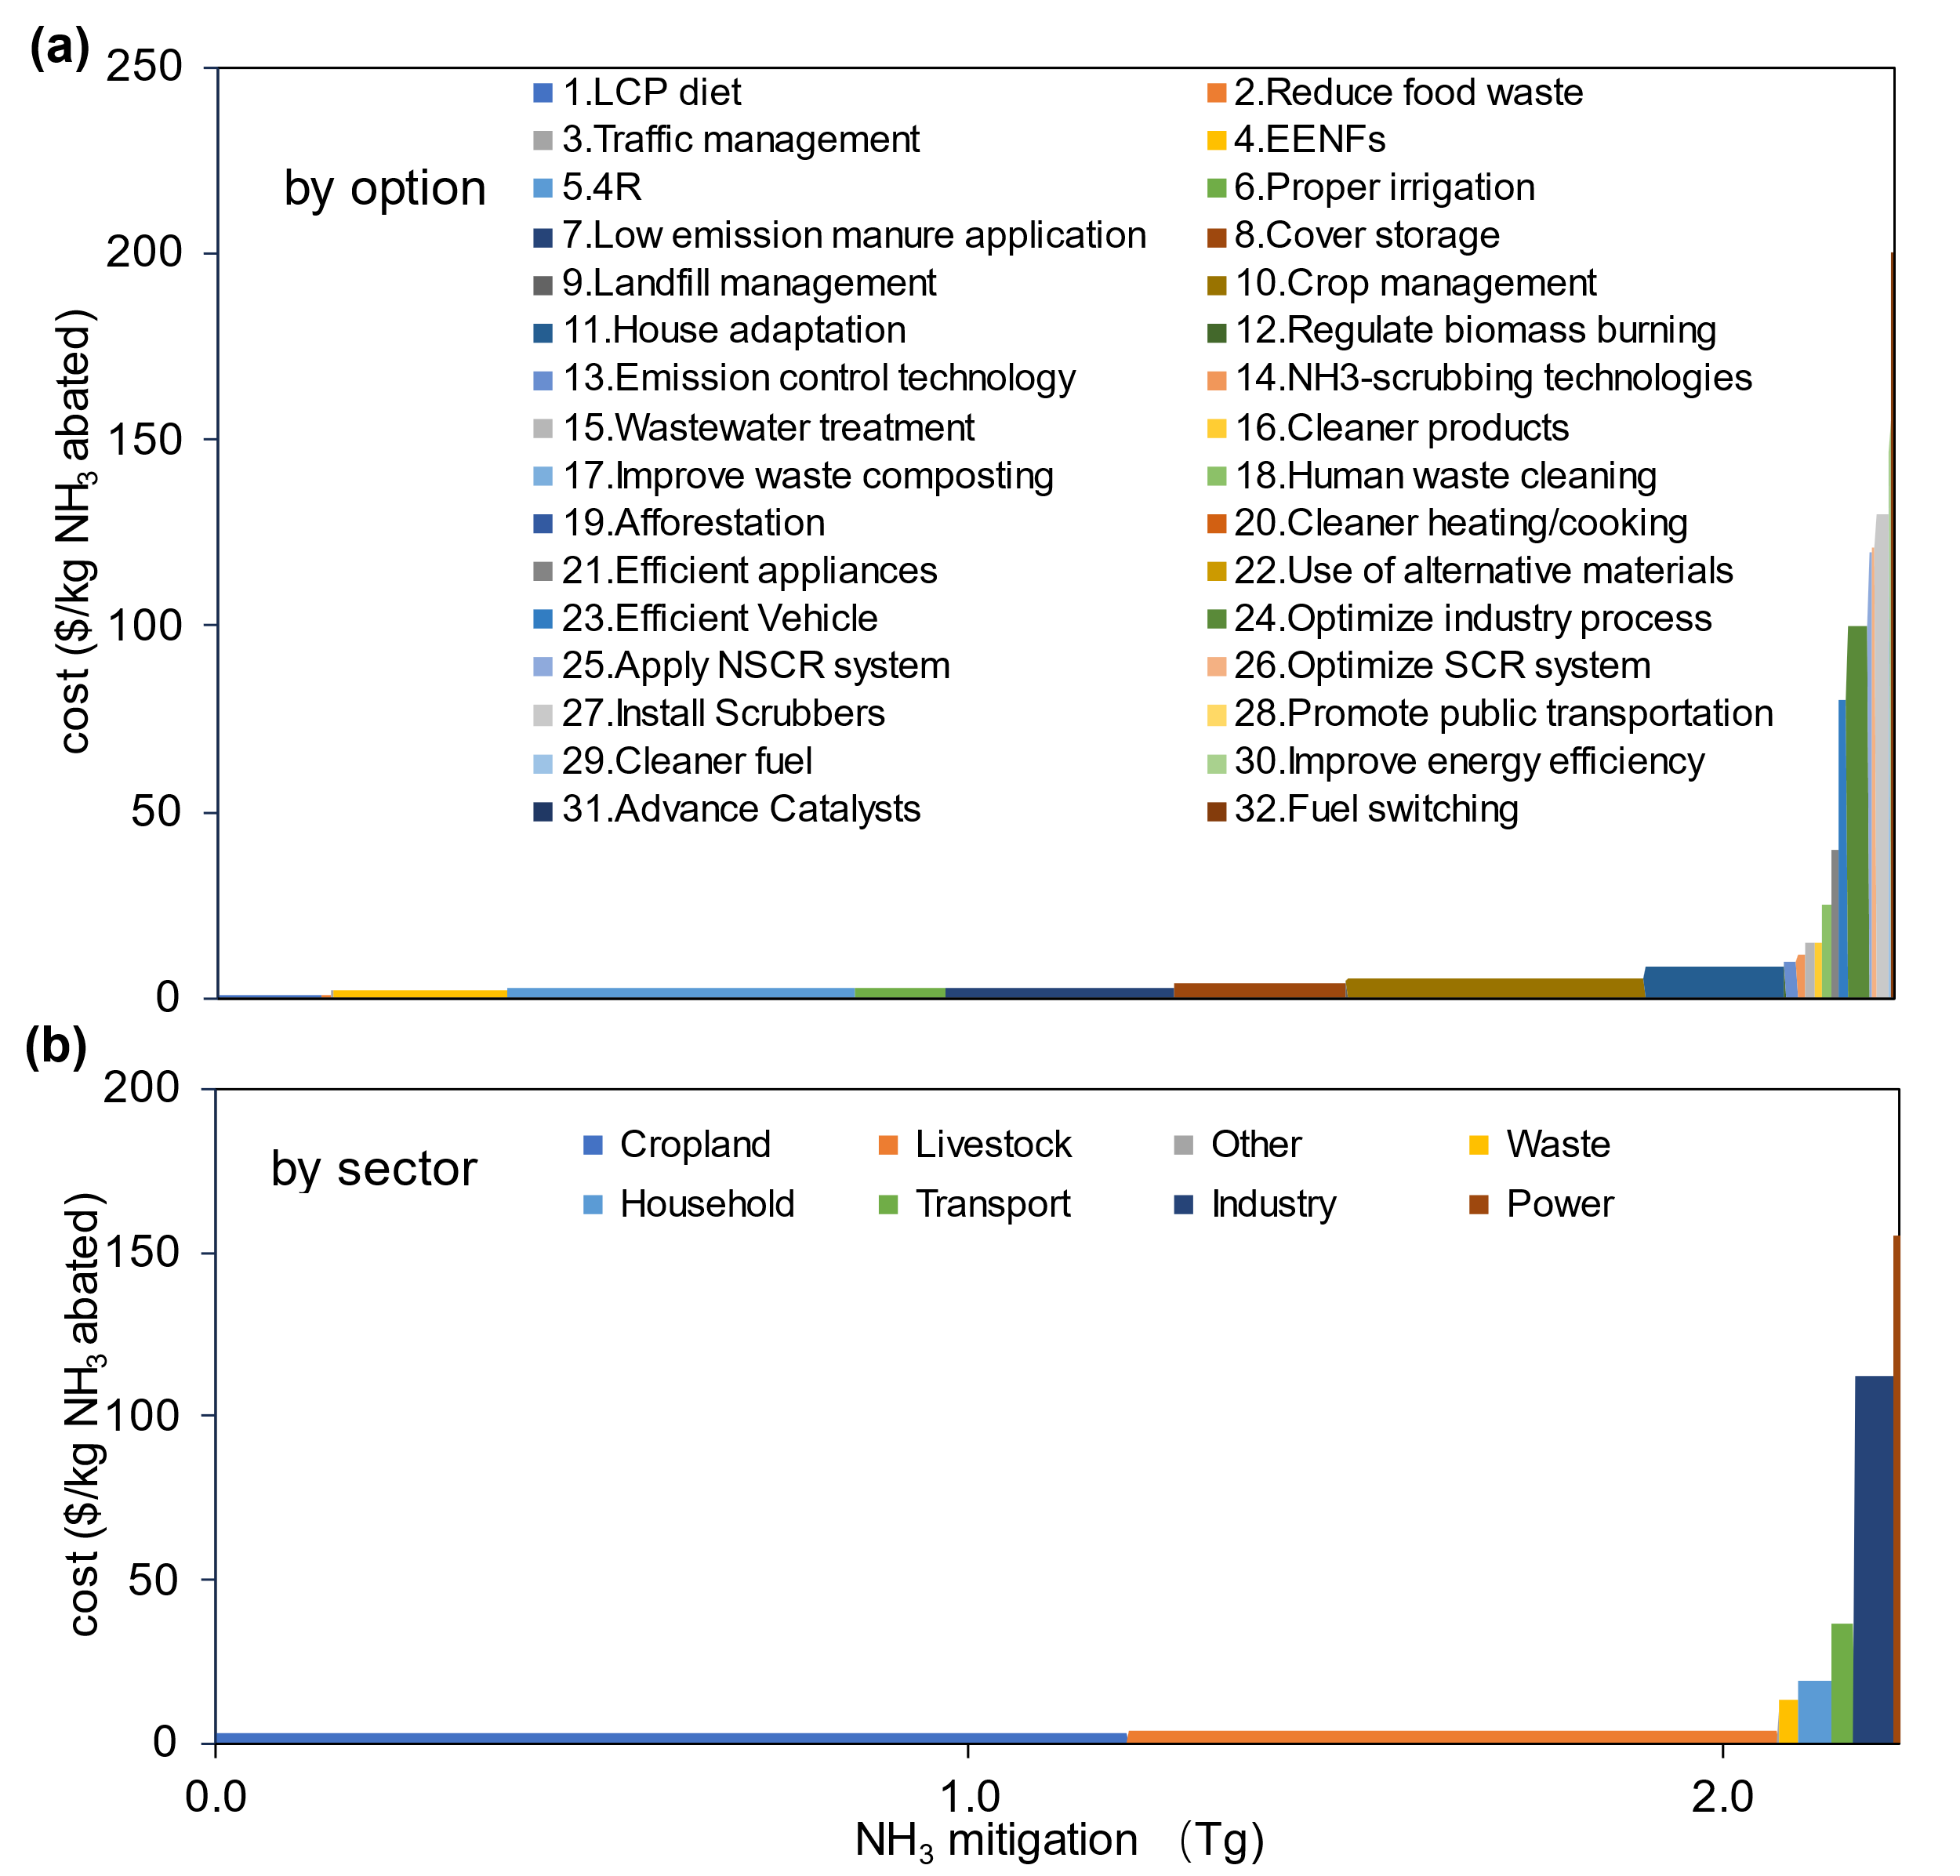 (a)
250
200
150
100
50
0
cost ($/kg NH3 abated)
by option
1.LCP diet
2.Reduce food waste
3.Traffic management
4.EENFs
5.4R
6.Proper irrigation
7.Low emission manure application
8.Cover storage
9.Landfill management
10.Crop management
11.House adaptation
12.Regulate biomass burning
13.Emission control technology
14.NH3-scrubbing technologies
15.Wastewater treatment
16.Cleaner products
17.Improve waste composting
18.Human waste cleaning
19.Afforestation
20.Cleaner heating/cooking
21.Efficient appliances
22.Use of alternative materials
23.Efficient Vehicle
24.Optimize industry process
25.Apply NSCR system
26.Optimize SCR system
27.Install Scrubbers
28.Promote public transportation
29.Cleaner fuel
30.Improve energy efficiency
31.Advance Catalysts
32.Fuel switching
(b)
200
150
100
50
0
cost ($/kg NH3 abated )
by sector
Cropland
Livestock
Other
Waste
Household
Transport
Industry
Power
0.0
1.0
2.0
NH3 mitigation （Tg)